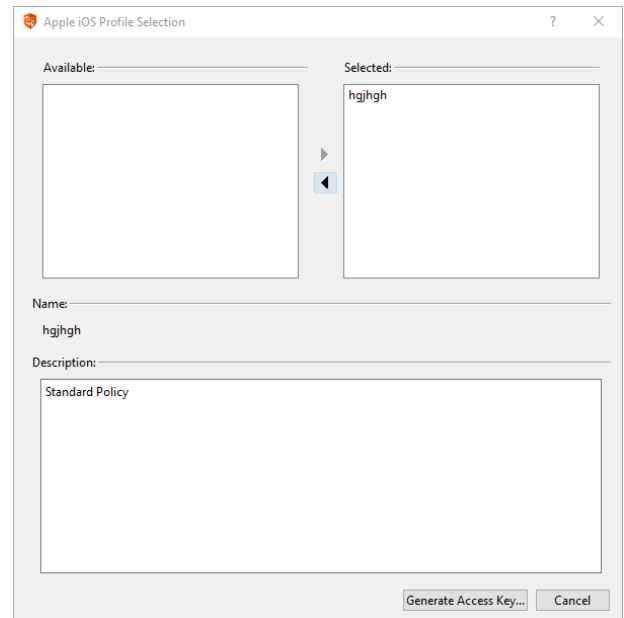 Apple iOS Profile Selection
Available:
Selected:
hgjhgh
Name:
hgjhgh
Description:
Standard Policy
Generate Access Key...
Cancel